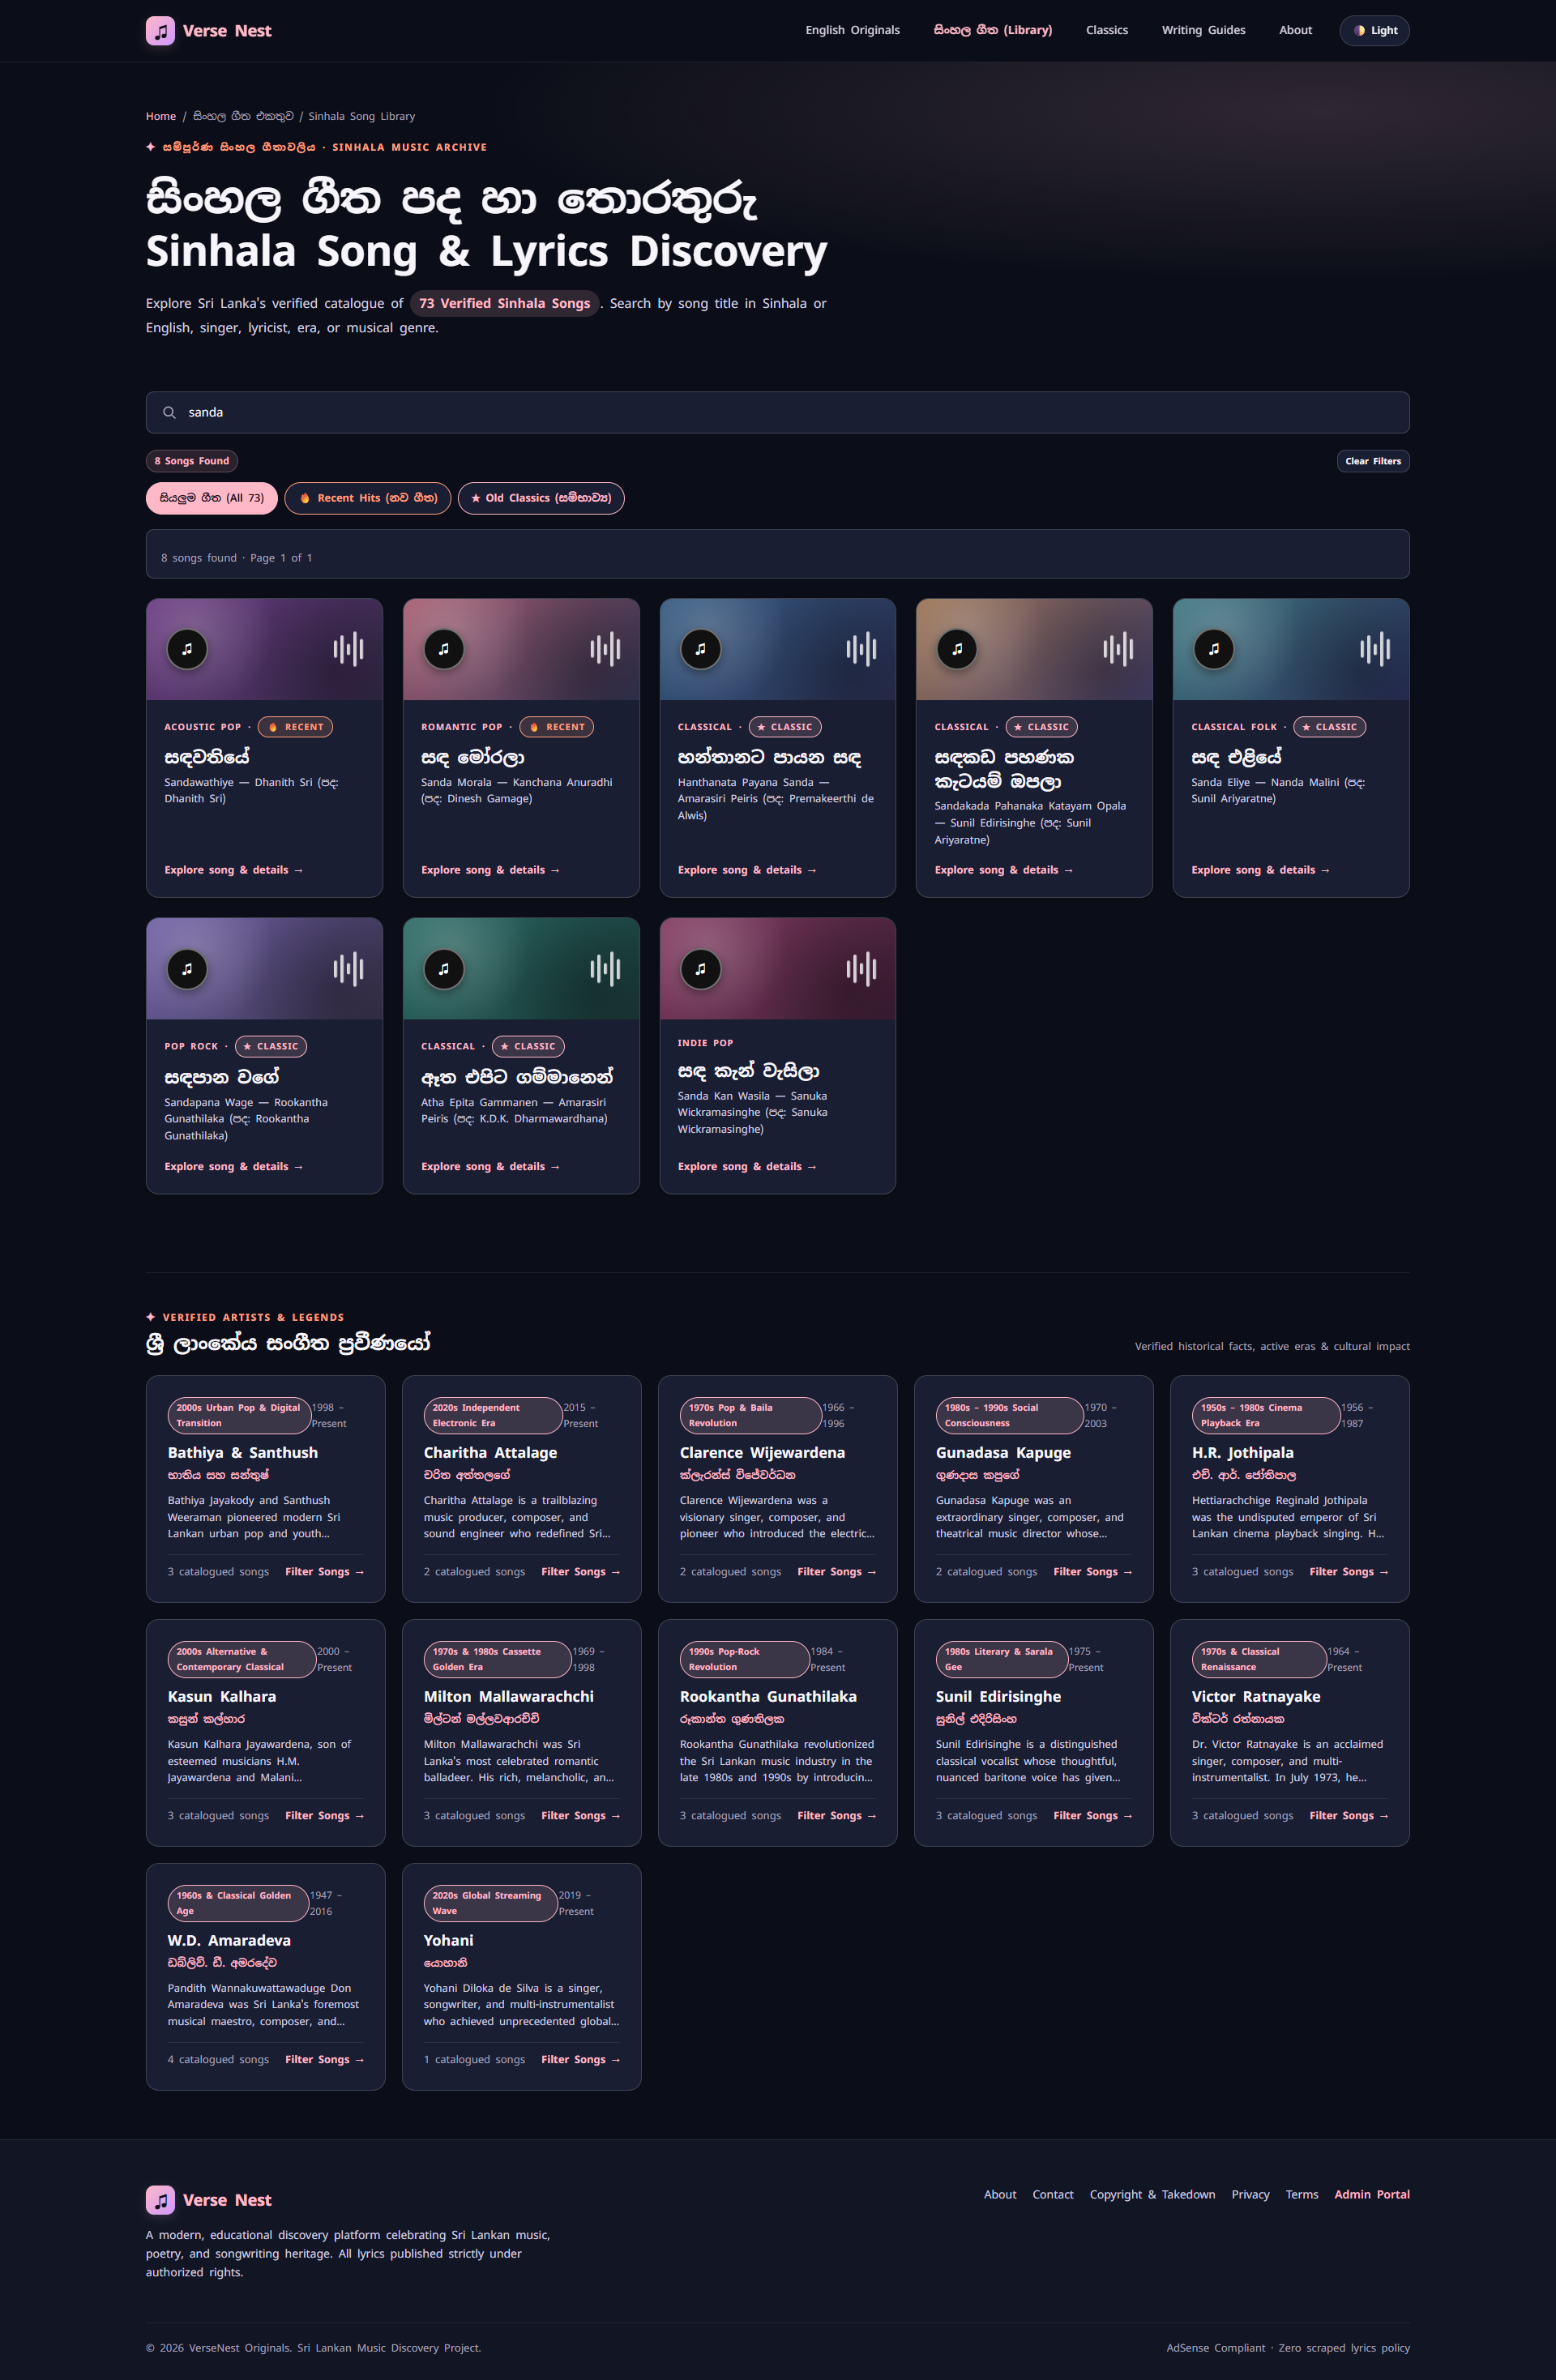 Verse Nest
English Originals සිංහල ගීත (Library) Classics Writing Guides About Light
Home / සිංහල ගීත එකතුව / Sinhala Song Library
✦ සම්පූර්ණ සිංහල ගීතාවලිය · SINHALA MUSIC ARCHIVE
සිංහල ගීත පද හා තොරතුරු
Sinhala Song & Lyrics Discovery
Explore Sri Lanka's verified catalogue of 73 Verified Sinhala Songs. Search by song title in Sinhala or
English, singer, lyricist, era, or musical genre.
sanda
8 Songs Found
Clear Filters
සියලුම ගීත (All 73)
Recent Hits (නව ගීත)
★ Old Classics (සම්භාව්‍ය)
8 songs found · Page 1 of 1
ACOUSTIC POP · RECENT
සඳවතියේ
Sandawathiye — Dhanith Sri (පද:
Dhanith Sri)
Explore song & details →
ROMANTIC POP · RECENT
සඳ මෝරලා
Sanda Morala — Kanchana Anuradhi
(පද: Dinesh Gamage)
Explore song & details →
CLASSICAL · ★ CLASSIC
හන්තානට පායන සඳ
Hanthanata Payana Sanda —
Amarasiri Peiris (පද: Premakeerthi de
Alwis)
Explore song & details →
CLASSICAL · ★ CLASSIC
සඳකඩ පහණක
කැටයම් ඔපලා
Sandakada Pahanaka Katayam Opala
— Sunil Edirisinghe (පද: Sunil
Ariyaratne)
Explore song & details →
CLASSICAL FOLK · ★ CLASSIC
සඳ එළියේ
Sanda Eliye — Nanda Malini (පද:
Sunil Ariyaratne)
Explore song & details →
POP ROCK · ★ CLASSIC
සඳපාන වගේ
Sandapana Wage — Rookantha
Gunathilaka (පද: Rookantha
Gunathilaka)
Explore song & details →
CLASSICAL · ★ CLASSIC
ඈත එපිට ගම්මානෙන්
Atha Epita Gammanen — Amarasiri
Peiris (පද: K.D.K. Dharmawardhana)
Explore song & details →
INDIE POP
සඳ කැන් වැසිලා
Sanda Kan Wasila — Sanuka
Wickramasinghe (පද: Sanuka
Wickramasinghe)
Explore song & details →
✦ VERIFIED ARTISTS & LEGENDS
ශ්‍රී ලාංකේය සංගීත ප්‍රවීණයෝ
Verified historical facts, active eras & cultural impact
2000s Urban Pop & Digital
Transition
1998 –
Present
Bathiya & Santhush
භාතිය සහ සන්තුෂ්
Bathiya Jayakody and Santhush
Weeraman pioneered modern Sri
Lankan urban pop and youth...
3 catalogued songs Filter Songs →
2020s Independent
Electronic Era
2015 –
Present
Charitha Attalage
චරිත අත්තලගේ
Charitha Attalage is a trailblazing
music producer, composer, and
sound engineer who redefined Sri...
2 catalogued songs Filter Songs →
1970s Pop & Baila
Revolution
1966 –
1996
Clarence Wijewardena
ක්ලැරන්ස් විජේවර්ධන
Clarence Wijewardena was a
visionary singer, composer, and
pioneer who introduced the electric...
2 catalogued songs Filter Songs →
1980s – 1990s Social
Consciousness
1970 –
2003
Gunadasa Kapuge
ගුණදාස කපුගේ
Gunadasa Kapuge was an
extraordinary singer, composer, and
theatrical music director whose...
2 catalogued songs Filter Songs →
1950s – 1980s Cinema
Playback Era
1956 –
1987
H.R. Jothipala
එච්. ආර්. ජෝතිපාල
Hettiarachchige Reginald Jothipala
was the undisputed emperor of Sri
Lankan cinema playback singing. H...
3 catalogued songs Filter Songs →
2000s Alternative &
Contemporary Classical
2000 –
Present
Kasun Kalhara
කසුන් කල්හාර
Kasun Kalhara Jayawardena, son of
esteemed musicians H.M.
Jayawardena and Malani...
3 catalogued songs Filter Songs →
1970s & 1980s Cassette
Golden Era
1969 –
1998
Milton Mallawarachchi
මිල්ටන් මල්ලවආරච්චි
Milton Mallawarachchi was Sri
Lanka's most celebrated romantic
balladeer. His rich, melancholic, an...
3 catalogued songs Filter Songs →
1990s Pop-Rock
Revolution
1984 –
Present
Rookantha Gunathilaka
රූකාන්ත ගුණතිලක
Rookantha Gunathilaka revolutionized
the Sri Lankan music industry in the
late 1980s and 1990s by introducin...
3 catalogued songs Filter Songs →
1980s Literary & Sarala
Gee
1975 –
Present
Sunil Edirisinghe
සුනිල් එදිරිසිංහ
Sunil Edirisinghe is a distinguished
classical vocalist whose thoughtful,
nuanced baritone voice has given...
3 catalogued songs Filter Songs →
1970s & Classical
Renaissance
1964 –
Present
Victor Ratnayake
වික්ටර් රත්නායක
Dr. Victor Ratnayake is an acclaimed
singer, composer, and multi-
instrumentalist. In July 1973, he...
3 catalogued songs Filter Songs →
1960s & Classical Golden
Age
1947 –
2016
W.D. Amaradeva
ඩබ්ලිව්. ඩී. අමරදේව
Pandith Wannakuwattawaduge Don
Amaradeva was Sri Lanka's foremost
musical maestro, composer, and...
4 catalogued songs Filter Songs →
2020s Global Streaming
Wave
2019 –
Present
Yohani
යොහානි
Yohani Diloka de Silva is a singer,
songwriter, and multi-instrumentalist
who achieved unprecedented global...
1 catalogued songs Filter Songs →
Verse Nest
About Contact Copyright & Takedown Privacy Terms Admin Portal
A modern, educational discovery platform celebrating Sri Lankan music,
poetry, and songwriting heritage. All lyrics published strictly under
authorized rights.
© 2026 VerseNest Originals. Sri Lankan Music Discovery Project.
AdSense Compliant · Zero scraped lyrics policy